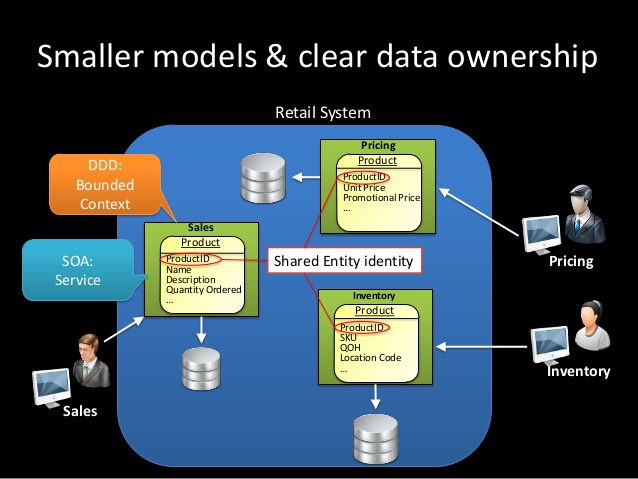 Smaller models & clear data ownership
Retail System
DDD:
Bounded
Context
SOA:
Service
Sales
Product
ProductID
Name
Description
Quantity Ordered
...
Pricing
Product
ProductID
Unit Price
Promotional Price
...
Shared Entity identity
Inventory
Product
ProductID
SKU
QOH
Location Code
...
Pricing
Inventory
Sales